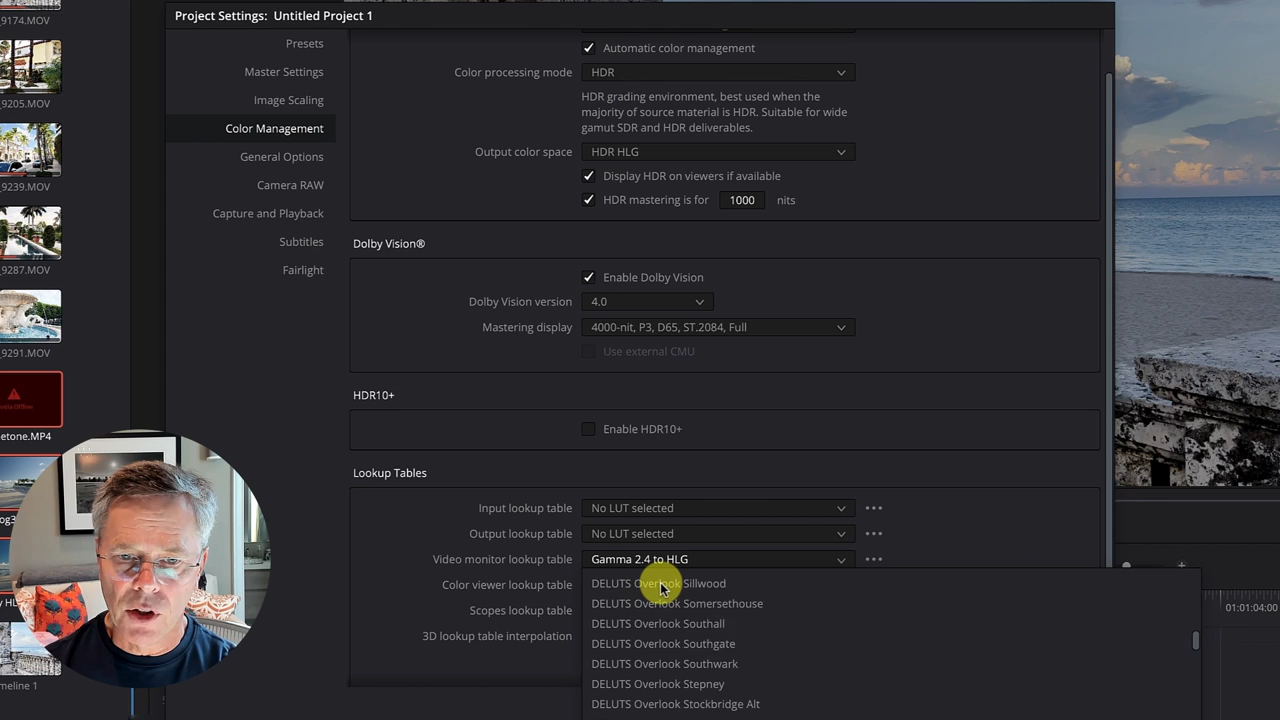 Project Settings: Untitled Project 1
_9174.MOV
_9205.MOV
_9239.MOV
_9287.MOV
_9291.MOV
etone.MP4
og3
y HL
meline 1
Presets
Master Settings
Image Scaling
Color Management
General Options
Camera RAW
Capture and Playback
Subtitles
Fairlight
Automatic color management
Color processing mode HDR
HDR grading environment, best used when the
majority of source material is HDR. Suitable for wide
gamut SDR and HDR deliverables.
Output color space HDR HLG
Display HDR on viewers if available
HDR mastering is for 1000 nits
Dolby Vision®
Enable Dolby Vision
Dolby Vision version 4.0
Mastering display 4000-nit, P3, D65, ST.2084, Full
Use external CMU
HDR10+
Enable HDR10+
Lookup Tables
Input lookup table No LUT selected
Output lookup table No LUT selected
Video monitor lookup table Gamma 2.4 to HLG
Color viewer lookup table
Scopes lookup table
3D lookup table interpolation
DELUTS Overlook Sillwood
DELUTS Overlook Somersethouse
DELUTS Overlook Southall
DELUTS Overlook Southgate
DELUTS Overlook Southwark
DELUTS Overlook Stepney
DELUTS Overlook Stockbridge Alt
01:01:04:00